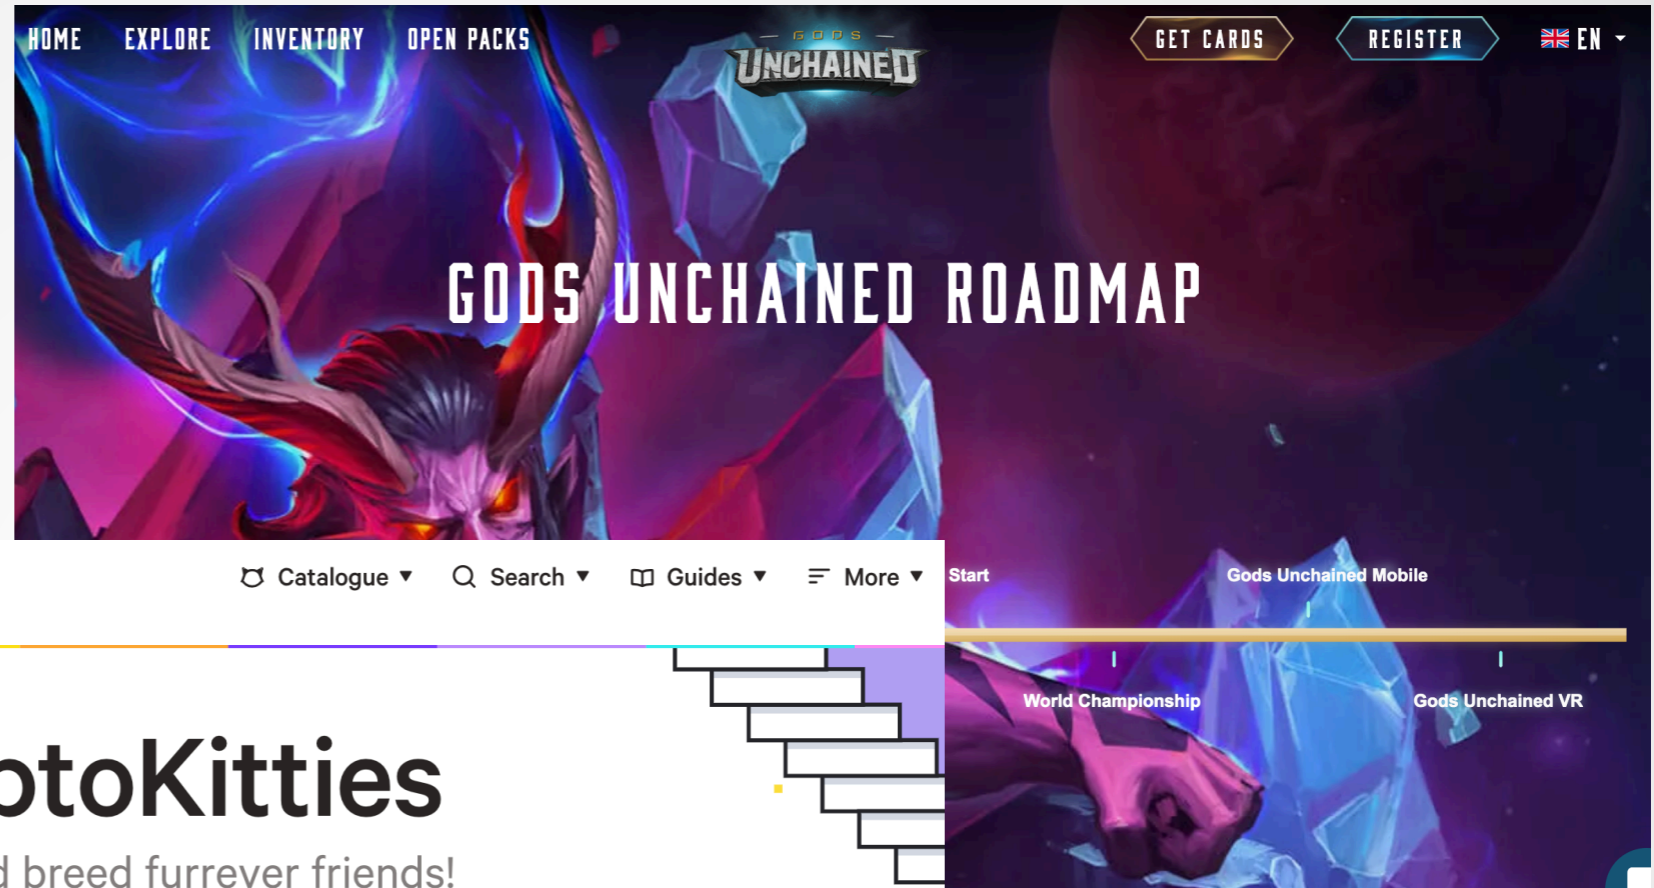 HOME EXPLORE INVENTORY OPEN PACKS
GODS
UNCHAINED
GET CARDS REGISTER EN
GODS UNCHAINED ROADMAP
Catalogue Search Guides More
Start
Gods Unchained Mobile
World Championship
Gods Unchained VR
otoKitties
d breed furrever friends!